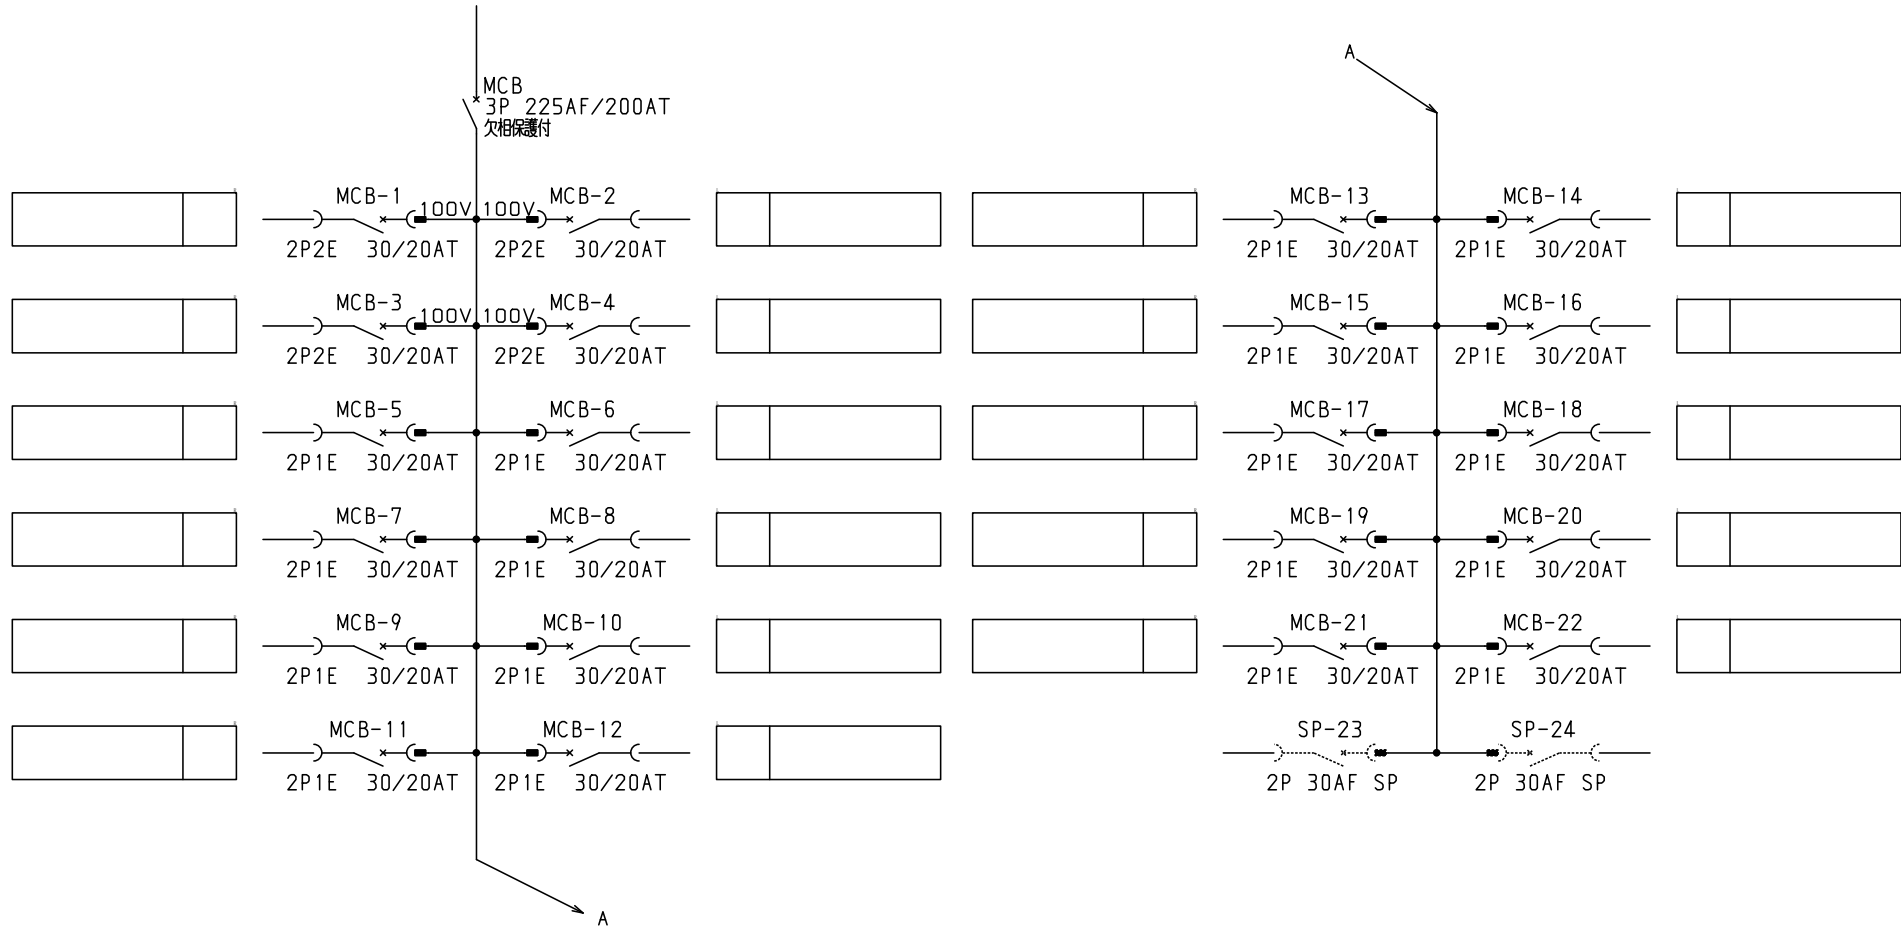 MCB
3P 225AF/200AT
欠相保護付
MCB-1 100V 100V MCB-2
2P2E 30/20AT 2P2E 30/20AT
MCB-3 100V 100V MCB-4
2P2E 30/20AT 2P2E 30/20AT
MCB-5 MCB-6
2P1E 30/20AT 2P1E 30/20AT
MCB-7 MCB-8
2P1E 30/20AT 2P1E 30/20AT
MCB-9 MCB-10
2P1E 30/20AT 2P1E 30/20AT
MCB-11 MCB-12
2P1E 30/20AT 2P1E 30/20AT
A
A
MCB-13 MCB-14
2P1E 30/20AT 2P1E 30/20AT
MCB-15 MCB-16
2P1E 30/20AT 2P1E 30/20AT
MCB-17 MCB-18
2P1E 30/20AT 2P1E 30/20AT
MCB-19 MCB-20
2P1E 30/20AT 2P1E 30/20AT
MCB-21 MCB-22
2P1E 30/20AT 2P1E 30/20AT
SP-23 SP-24
2P 30AF SP 2P 30AF SP